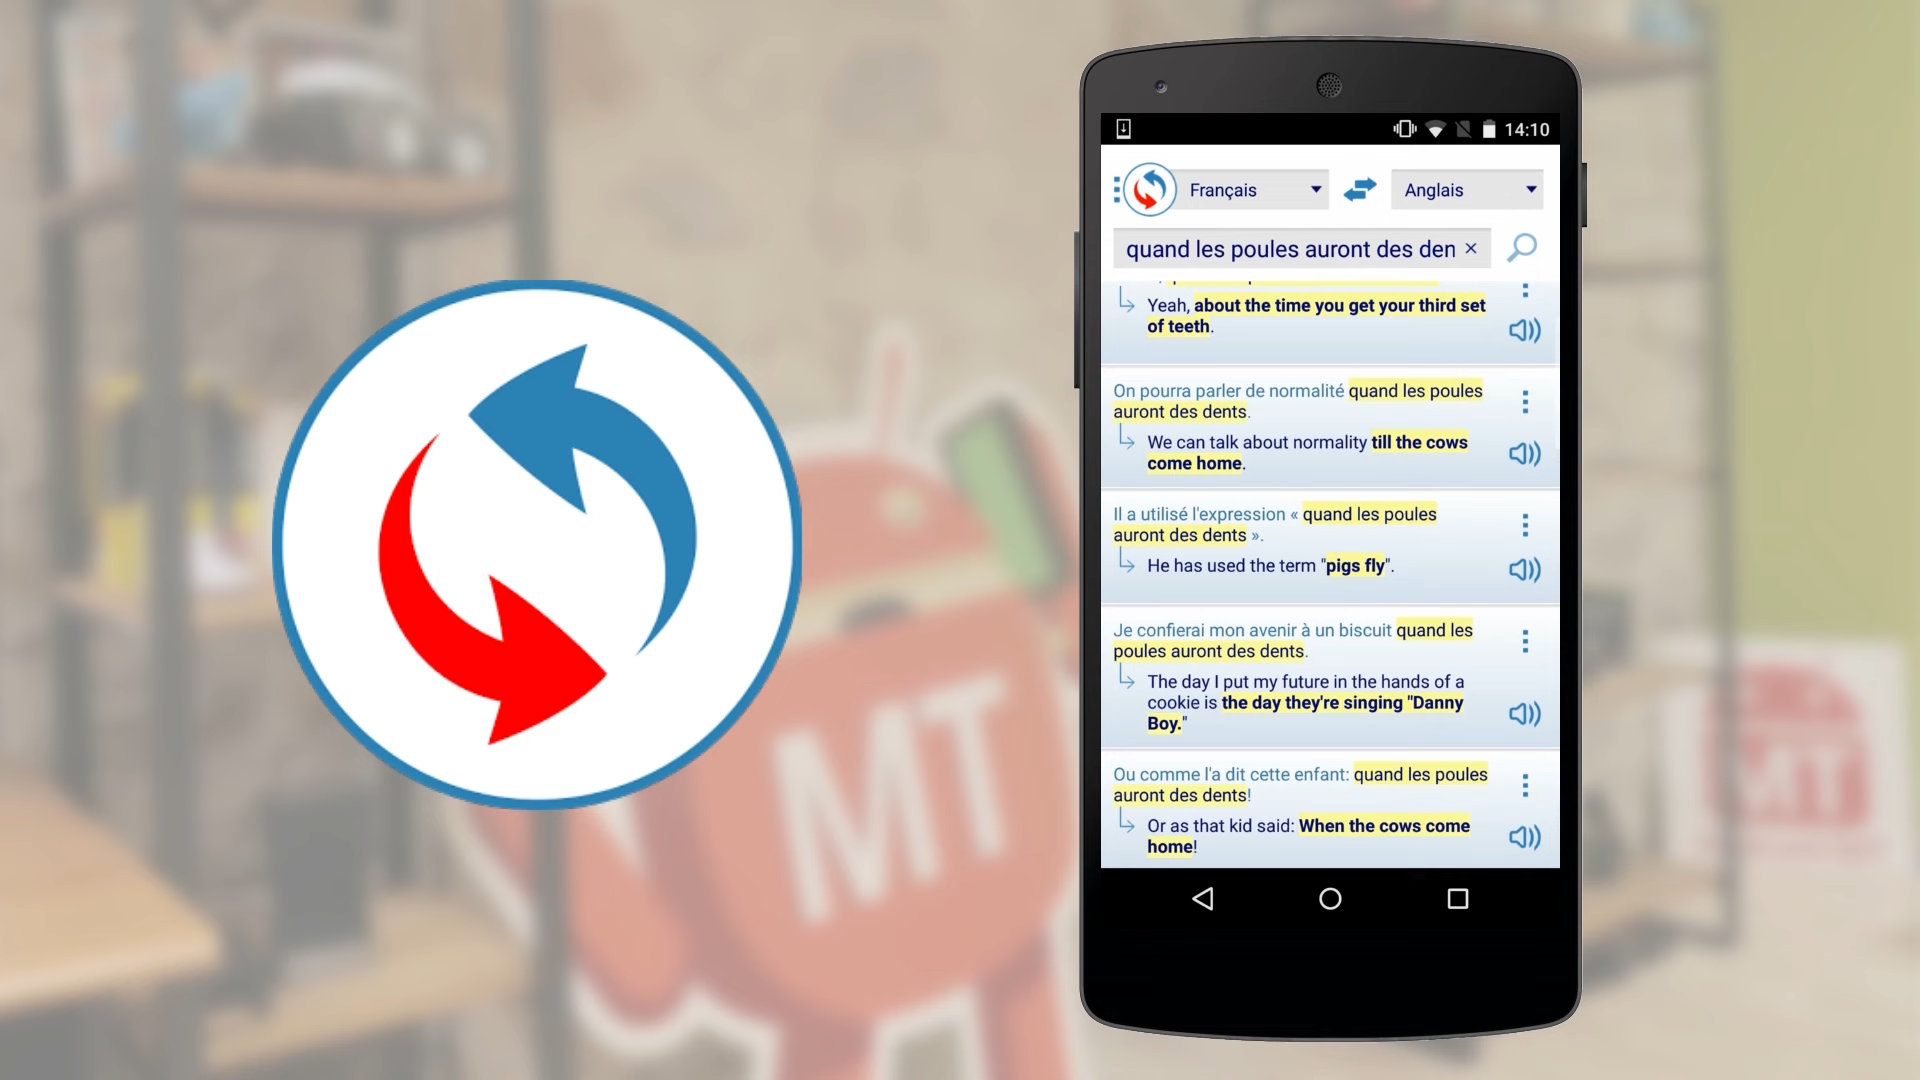 14:10
Français
Anglais
quand les poules auront des den ×
Yeah, about the time you get your third set
of teeth.
On pourra parler de normalité quand les poules
auront des dents.
We can talk about normality till the cows
come home.
Il a utilisé l'expression « quand les poules
auront des dents ».
He has used the term "pigs fly".
Je confierai mon avenir à un biscuit quand les
poules auront des dents.
The day I put my future in the hands of a
cookie is the day they're singing "Danny
Boy."
Ou comme l'a dit cette enfant: quand les poules
auront des dents!
Or as that kid said: When the cows come
home!
MT
MT